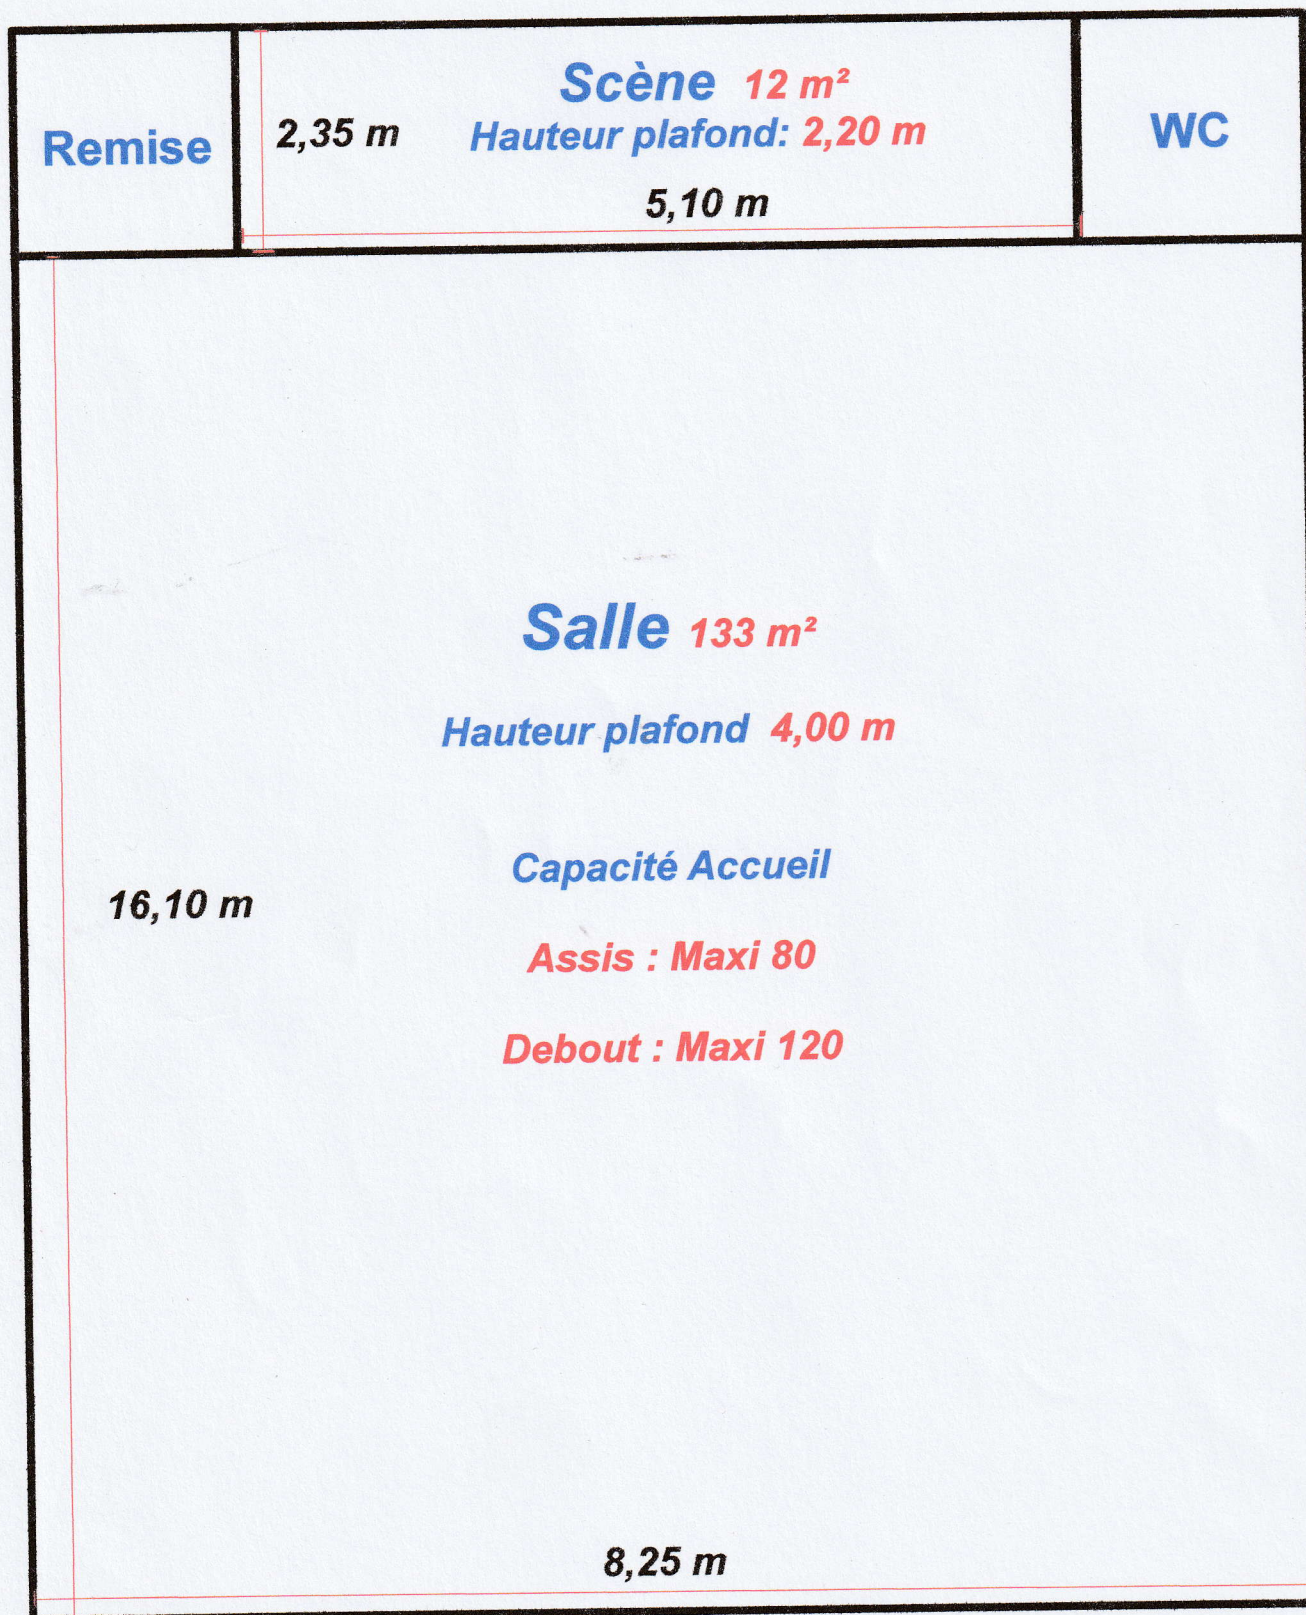 Scène 12 m²
Remise
2,35 m
Hauteur plafond: 2,20 m
WC
5,10 m
Salle 133 m²
Hauteur plafond 4,00 m
Capacité Accueil
16,10 m
Assis : Maxi 80
Debout : Maxi 120
8,25 m